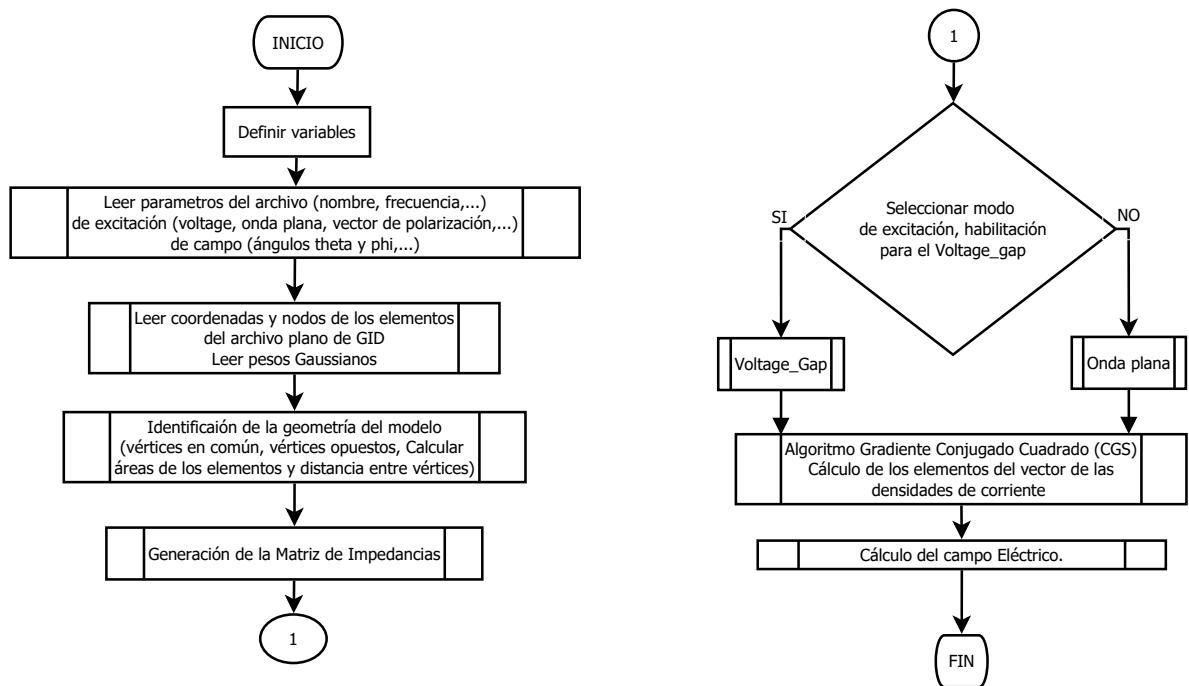 INICIO
Definir variables
Leer parametros del archivo (nombre, frecuencia,...)
de excitación (voltage, onda plana, vector de polarización,...)
de campo (ángulos theta y phi,...)
Leer coordenadas y nodos de los elementos
del archivo plano de GID
Leer pesos Gaussianos
Identificaión de la geometría del modelo
(vértices en común, vértices opuestos, Calcular
áreas de los elementos y distancia entre vértices)
Generación de la Matriz de Impedancias
1
1
Seleccionar modo
de excitación, habilitación
para el Voltage_gap
SI
NO
Voltage_Gap
Onda plana
Algoritmo Gradiente Conjugado Cuadrado (CGS)
Cálculo de los elementos del vector de las
densidades de corriente
Cálculo del campo Eléctrico.
FIN